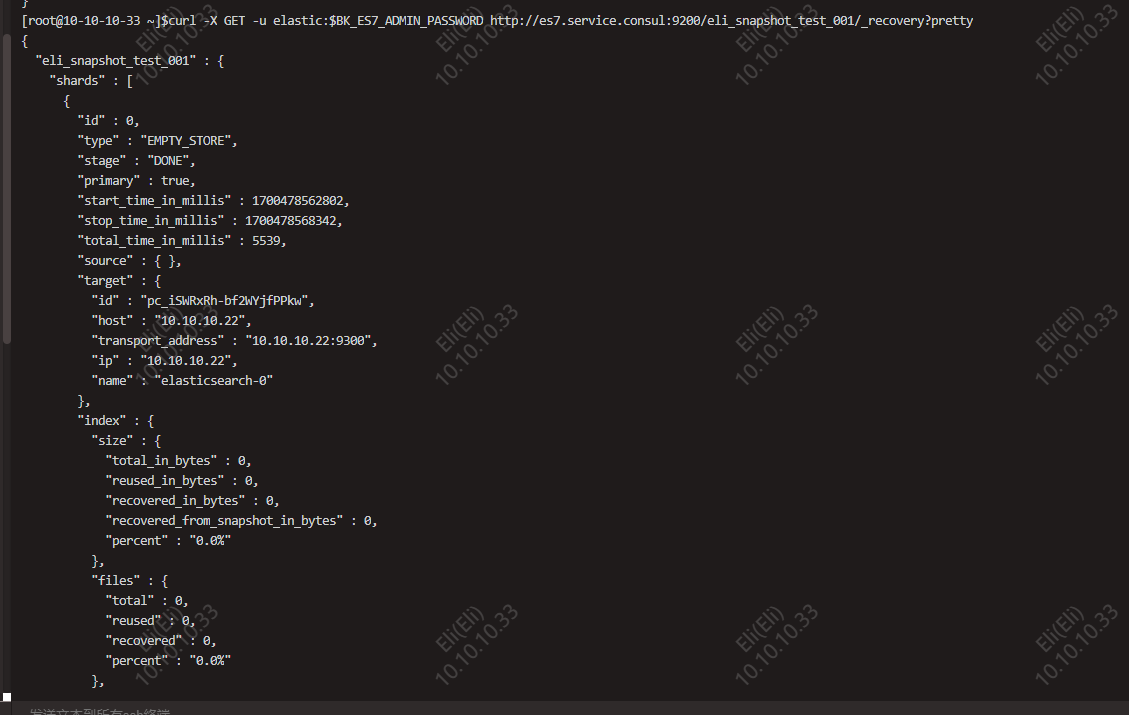 }
[root@10-10-10-33 ~]$curl -X GET -u elastic:$BK_ES7_ADMIN_PASSWORD http://es7.service.consul:9200/eli_snapshot_test_001/_recovery?pretty
{
  "eli_snapshot_test_001" : {
    "shards" : [
      {
        "id" : 0,
        "type" : "EMPTY_STORE",
        "stage" : "DONE",
        "primary" : true,
        "start_time_in_millis" : 1700478562802,
        "stop_time_in_millis" : 1700478568342,
        "total_time_in_millis" : 5539,
        "source" : { },
        "target" : {
          "id" : "pc_iSWRxRh-bf2WYjfPPkw",
          "host" : "10.10.10.22",
          "transport_address" : "10.10.10.22:9300",
          "ip" : "10.10.10.22",
          "name" : "elasticsearch-0"
        },
        "index" : {
          "size" : {
            "total_in_bytes" : 0,
            "reused_in_bytes" : 0,
            "recovered_in_bytes" : 0,
            "recovered_from_snapshot_in_bytes" : 0,
            "percent" : "0.0%"
          },
          "files" : {
            "total" : 0,
            "reused" : 0,
            "recovered" : 0,
            "percent" : "0.0%"
          },
Eli(Eli)
10.10.10.33
Eli(Eli)
10.10.10.33
Eli(Eli)
10.10.10.33
Eli(Eli)
10.10.10.33
Eli(Eli)
10.10.10.33
Eli(Eli)
10.10.10.33
Eli(Eli)
10.10.10.33
Eli(Eli)
10.10.10.33
Eli(Eli)
10.10.10.33
Eli(Eli)
10.10.10.33
Eli(Eli)
10.10.10.33
Eli(Eli)
10.10.10.33
发送文本到所有ssh终端